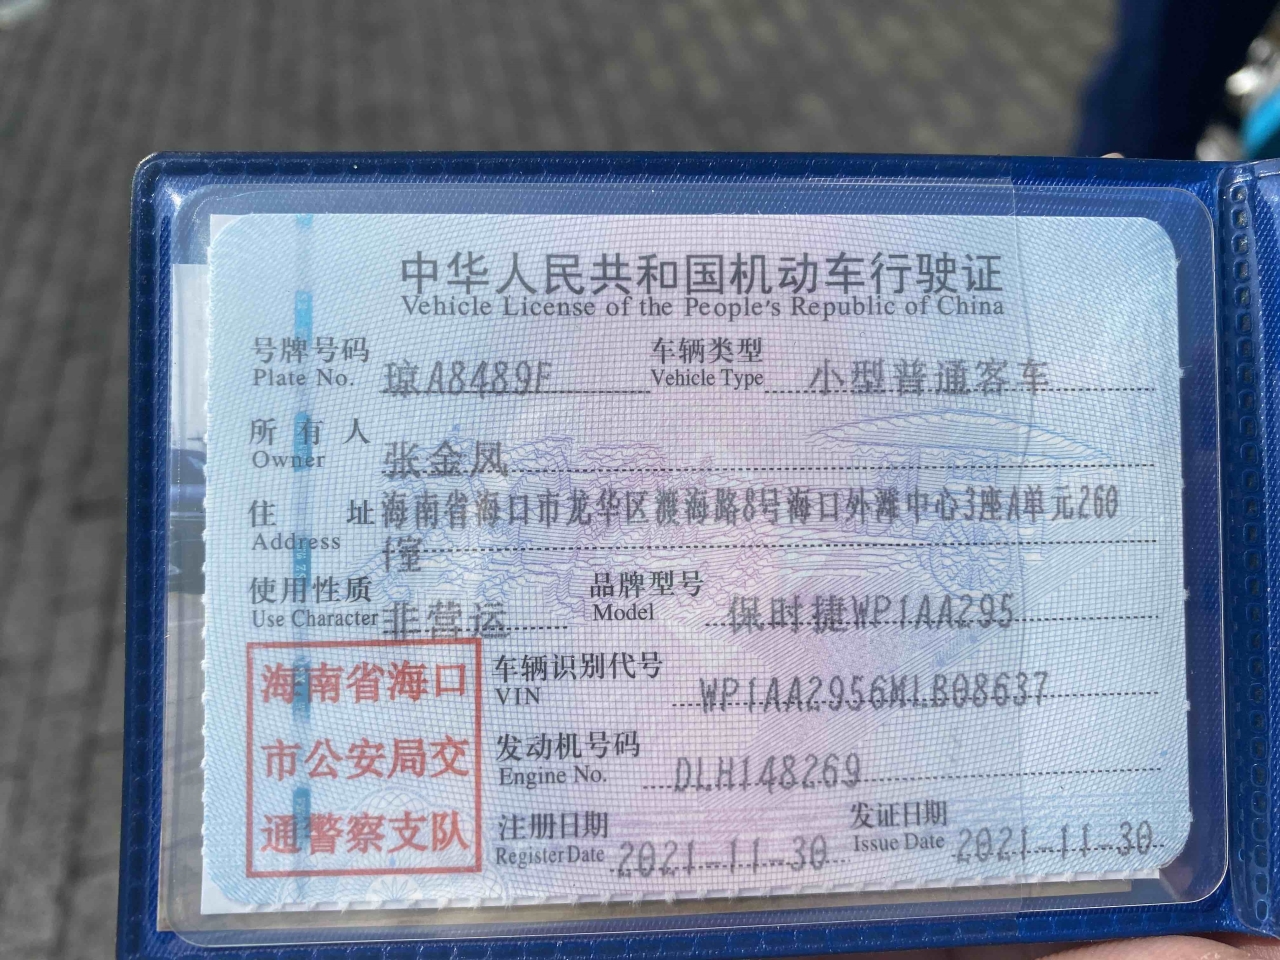 中华人民共和国机动车行驶证
Vehicle License of the People's Republic of China
号牌号码 琼A8489F 车辆类型 小型普通客车
Plate No. Vehicle Type
所有人 张金凤
Owner
住址 海南省海口市龙华区渡海路8号海口外滩中心3座A单元260
Address
室
使用性质 非营运 品牌型号 保时捷WP1AA295
Use Character Model
车辆识别代号 WP1AA2956MLB08637
VIN
发动机号码 DLH148269
Engine No.
注册日期 2021-11-30 发证日期 2021-11-30
Register Date Issue Date
海南省海口
市公安局交
通警察支队